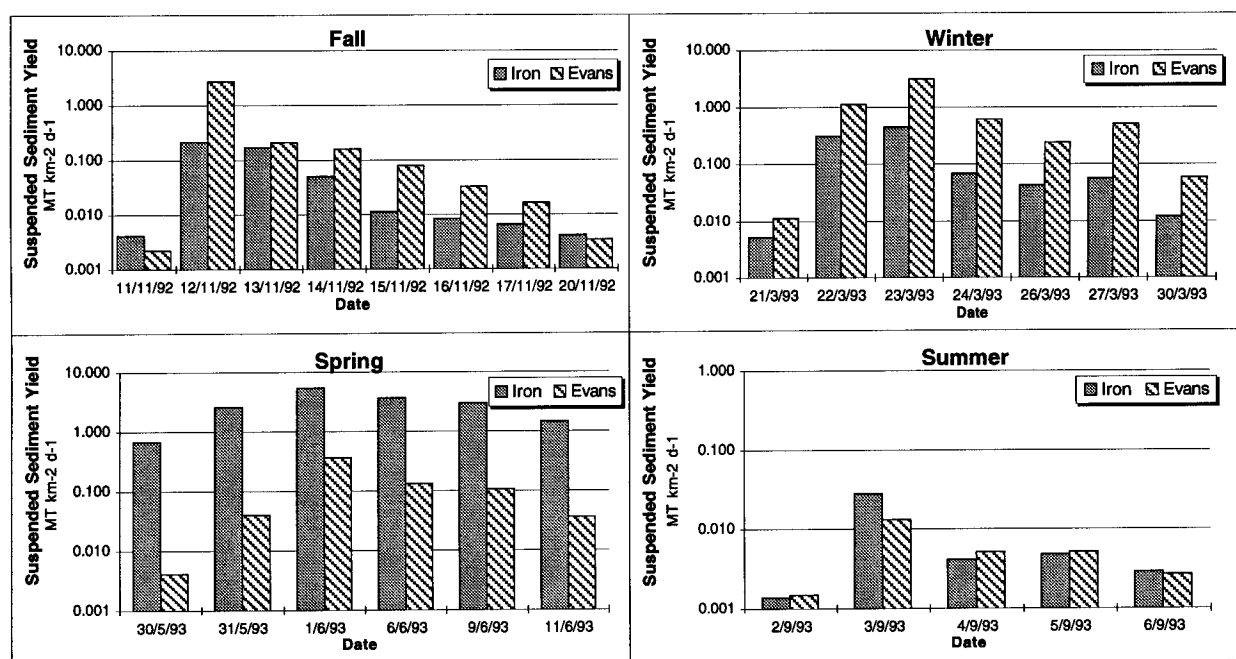 Fall
Suspended Sediment Yield
MT km-2 d-1
10.000
1.000
0.100
0.010
0.001
Iron Evans
11/11/92 12/11/92 13/11/92 14/11/92 15/11/92 16/11/92 17/11/92 20/11/92
Date
Winter
Suspended Sediment Yield
MT km-2 d-1
10.000
1.000
0.100
0.010
0.001
Iron Evans
21/3/93 22/3/93 23/3/93 24/3/93 26/3/93 27/3/93 30/3/93
Date
Spring
Suspended Sediment Yield
MT km-2 d-1
10.000
1.000
0.100
0.010
0.001
Iron Evans
30/5/93 31/5/93 1/6/93 6/6/93 9/6/93 11/6/93
Date
Summer
Suspended Sediment Yield
MT km-2 d-1
1.000
0.100
0.010
0.001
Iron Evans
2/9/93 3/9/93 4/9/93 5/9/93 6/9/93
Date